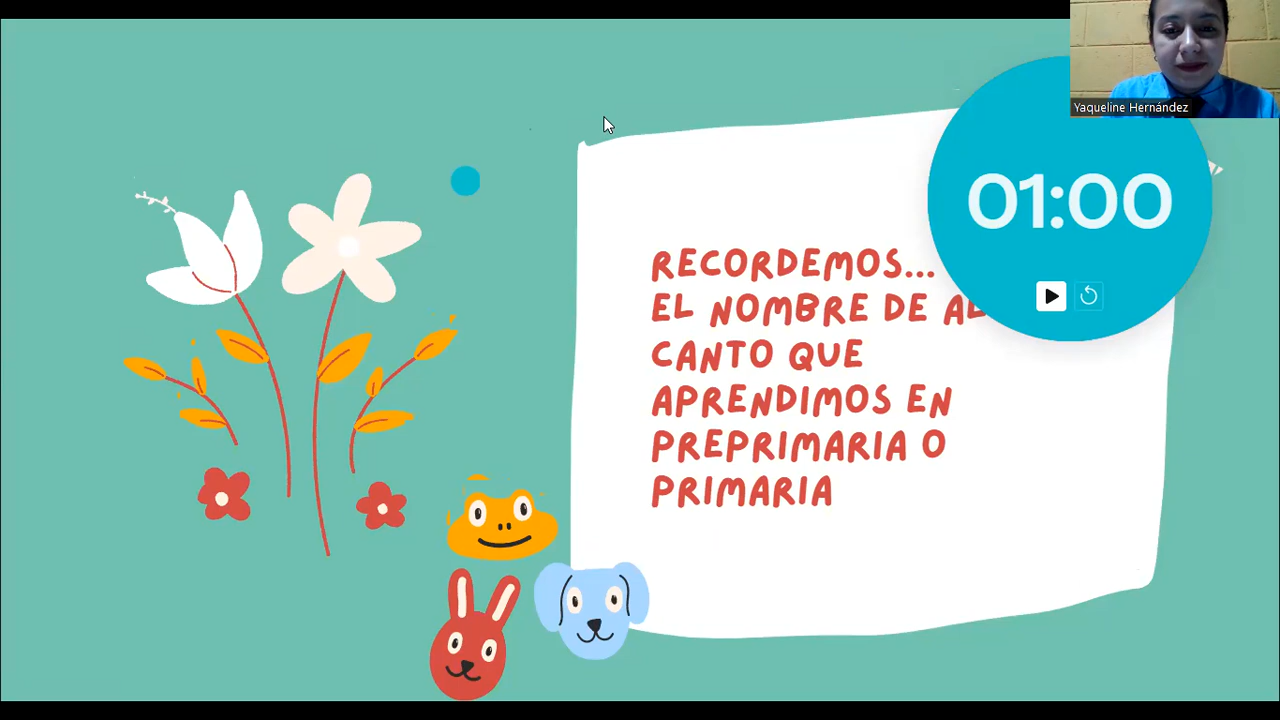 Yaqueline Hernández
01:00
RECORDEMOS...
EL NOMBRE DE
CANTO QUE
APRENDIMOS EN
PREPRIMARIA O
PRIMARIA